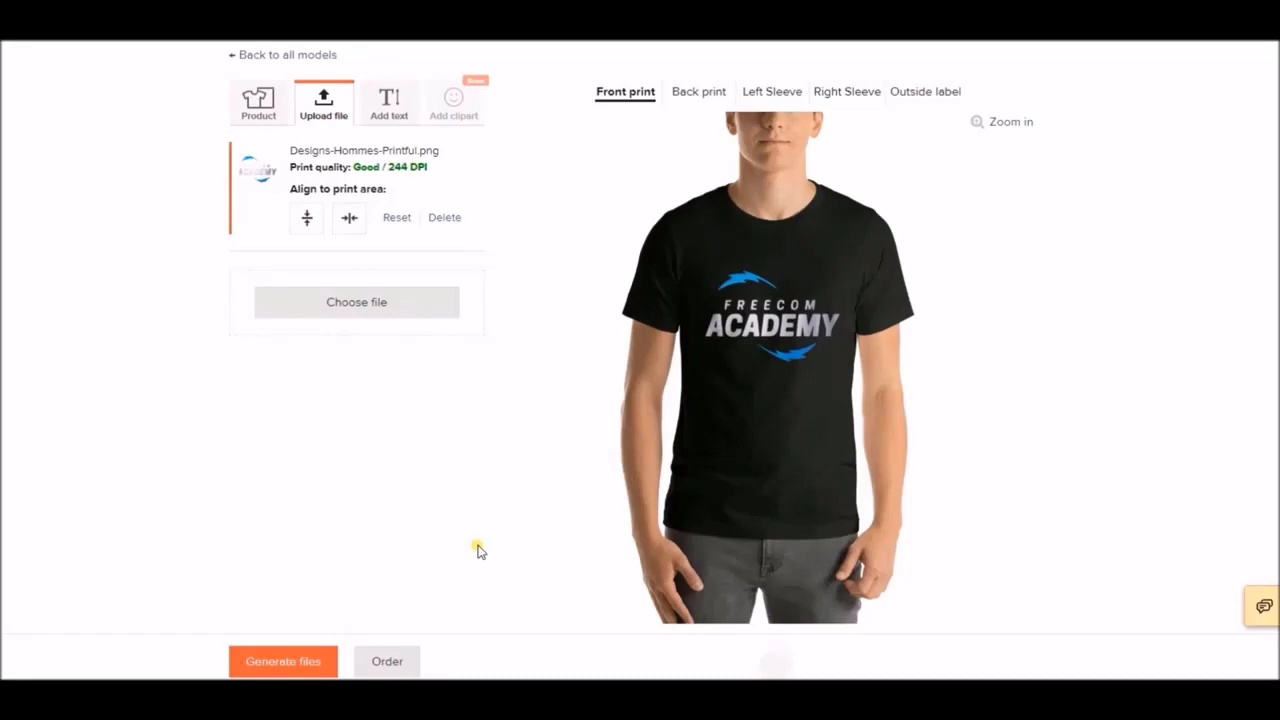 Back to all models
Product
Upload file
Add text
Add clipart
Front print
Back print
Left Sleeve
Right Sleeve
Outside label
Zoom in
Designs-Hommes-Printful.png
Print quality: Good / 244 DPI
Align to print area:
Reset
Delete
Choose file
FREECOM
ACADEMY
Generate files
Order